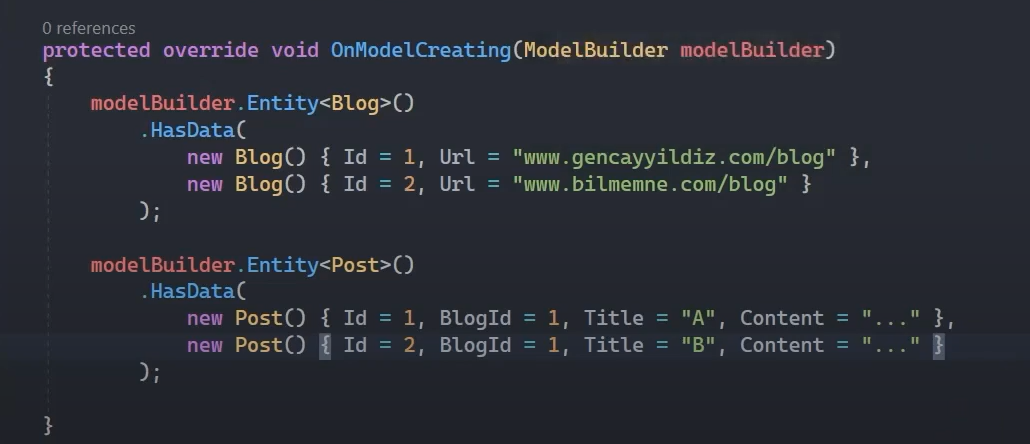 0 references
protected override void OnModelCreating(ModelBuilder modelBuilder)
{
    modelBuilder.Entity<Blog>()
        .HasData(
            new Blog() { Id = 1, Url = "www.gencayyildiz.com/blog" },
            new Blog() { Id = 2, Url = "www.bilmemne.com/blog" }
        );

    modelBuilder.Entity<Post>()
        .HasData(
            new Post() { Id = 1, BlogId = 1, Title = "A", Content = "..." },
            new Post() { Id = 2, BlogId = 1, Title = "B", Content = "..." }
        );

}